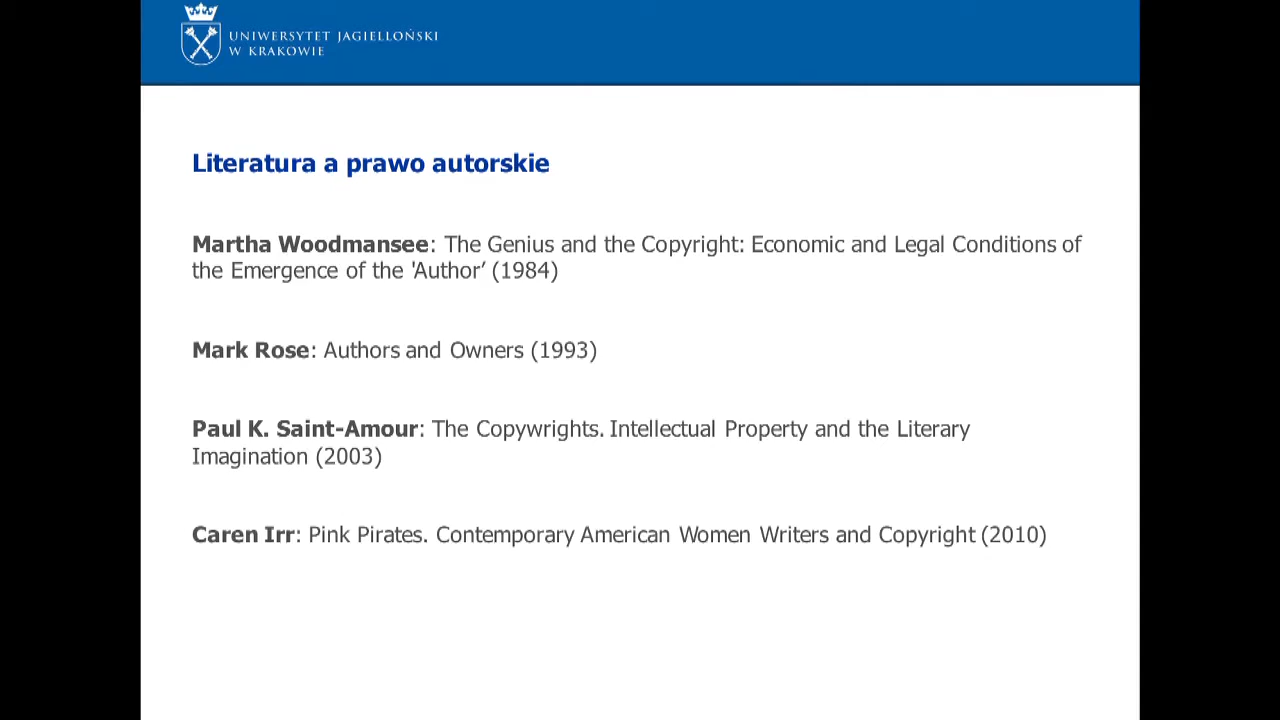 UNIWERSYTET JAGIELLOŃSKI
W KRAKOWIE
Literatura a prawo autorskie
Martha Woodmansee: The Genius and the Copyright: Economic and Legal Conditions of
the Emergence of the 'Author’ (1984)
Mark Rose: Authors and Owners (1993)
Paul K. Saint-Amour: The Copywrights. Intellectual Property and the Literary
Imagination (2003)
Caren Irr: Pink Pirates. Contemporary American Women Writers and Copyright (2010)